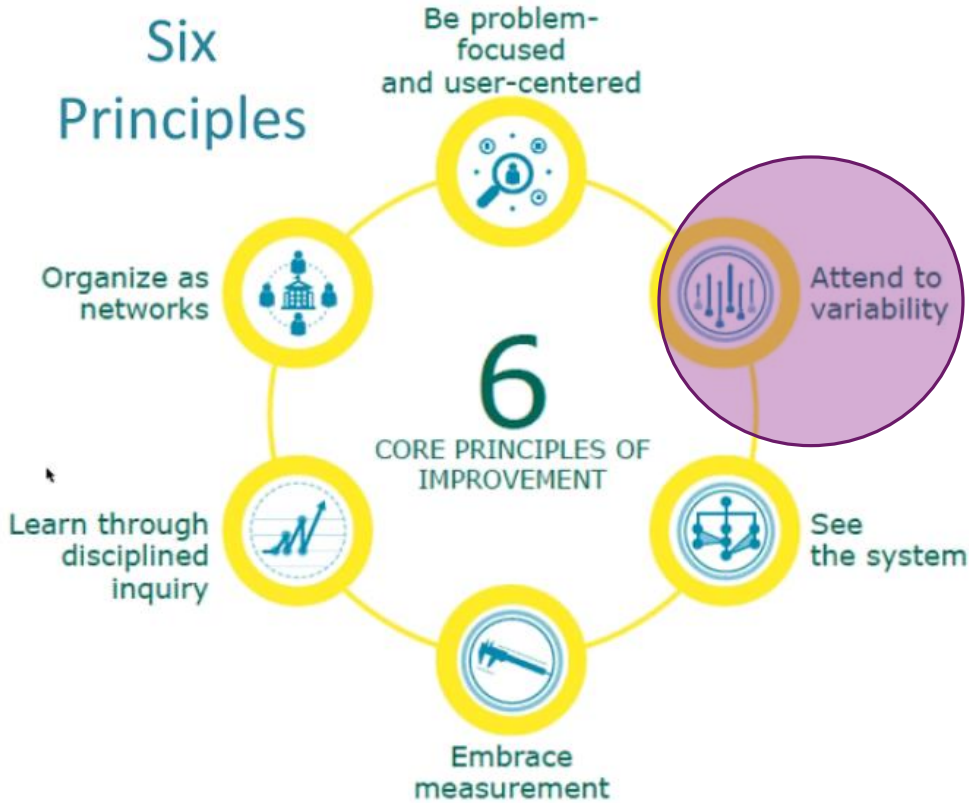 Six
Principles
Be problem-
focused
and user-centered
Attend to
variability
See
the system
Embrace
measurement
Learn through
disciplined
inquiry
Organize as
networks
6
CORE PRINCIPLES OF
IMPROVEMENT